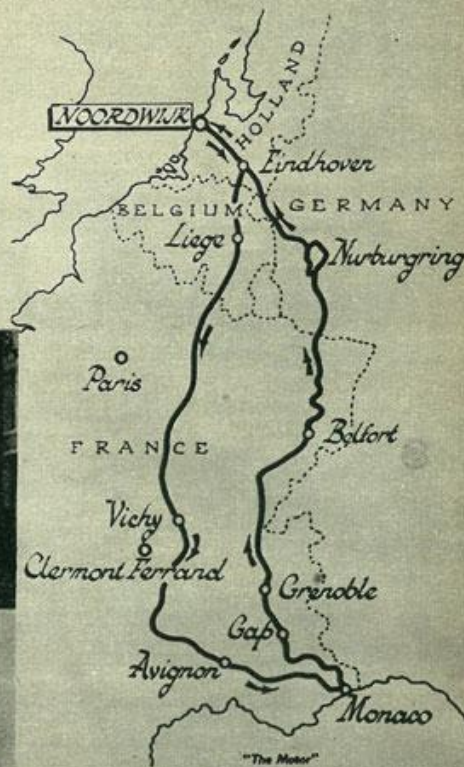 HOLLAND
NOORDWIJK
Eindhoven
BELGIUM
GERMANY
Liege
Nurburgring
Paris
FRANCE
Belfort
Vichy
Clermont Ferrand
Grenoble
Gap
Avignon
Monaco
"The Motor"